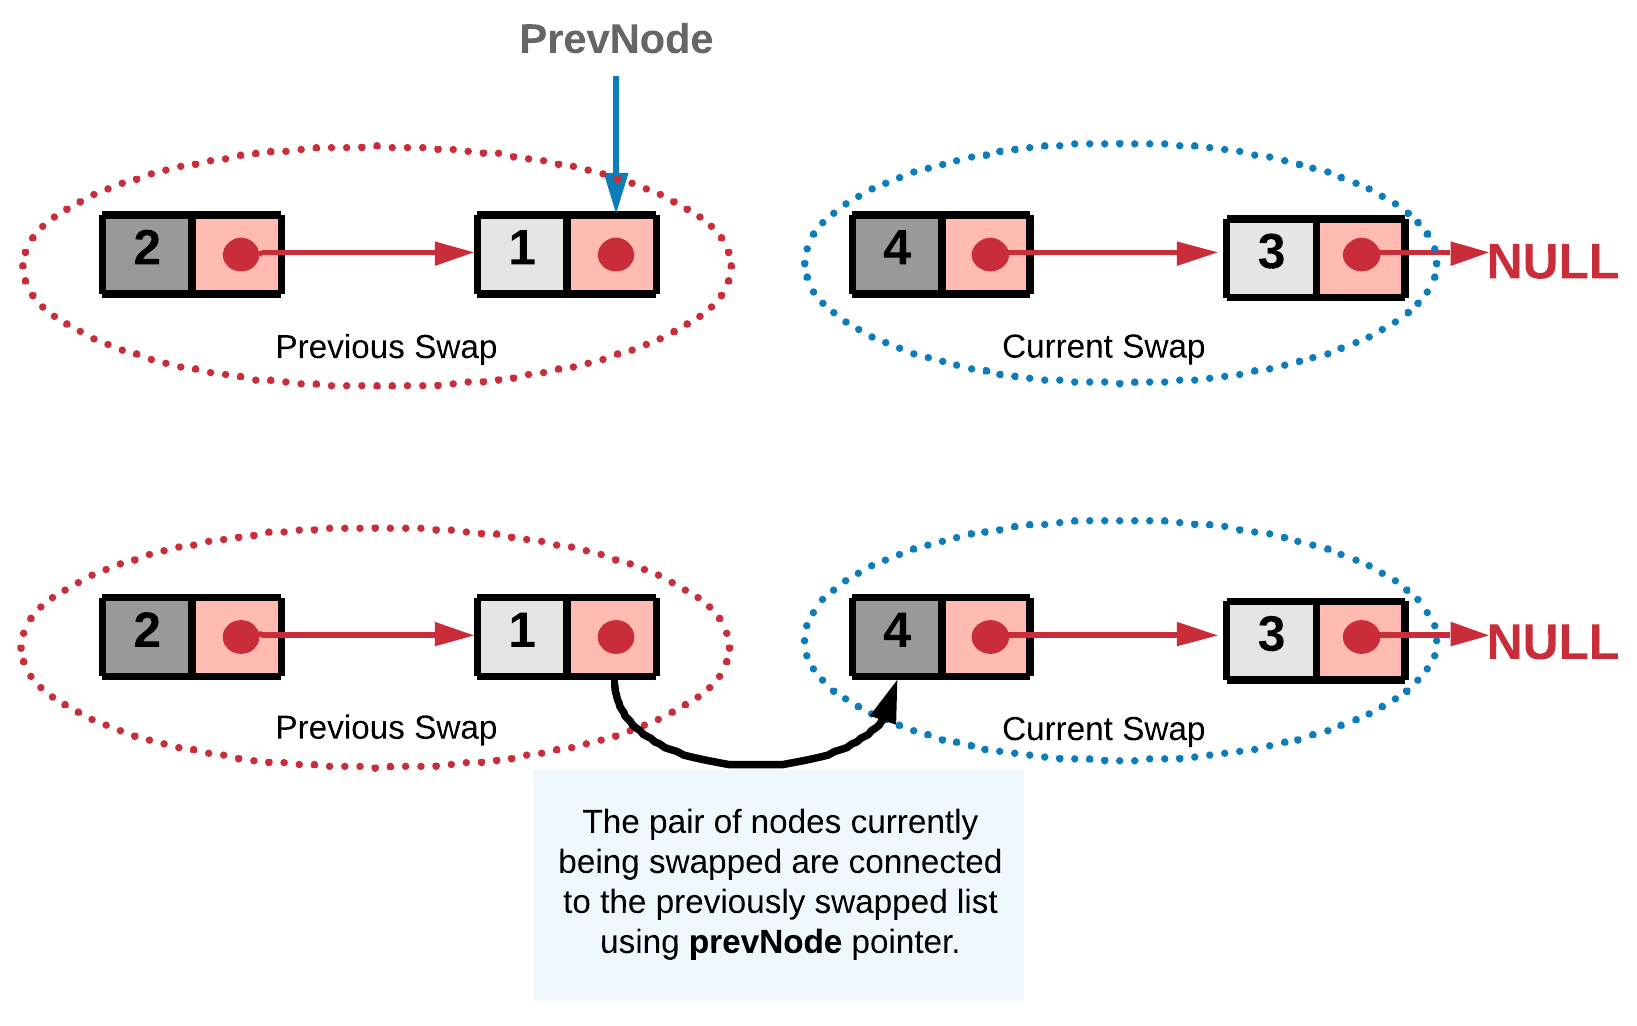 PrevNode
2 1 4 3 NULL
Previous Swap Current Swap
2 1 4 3 NULL
Previous Swap Current Swap
The pair of nodes currently
being swapped are connected
to the previously swapped list
using prevNode pointer.